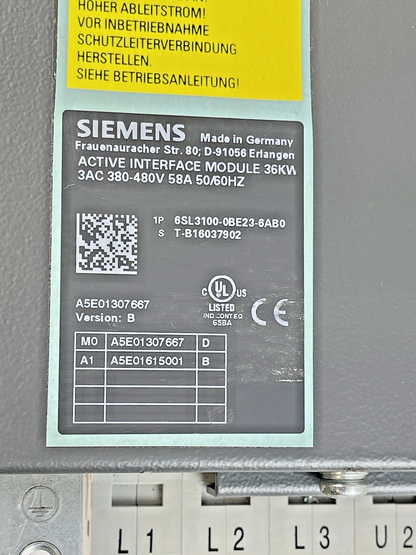 HOHER ABLEITSTROM!
VOR INBETRIEBNAHME
SCHUTZLEITERVERBINDUNG
HERSTELLEN.
SIEHE BETRIEBSANLEITUNG!
SIEMENS Made in Germany
Frauenauracher Str. 80; D-91056 Erlangen
ACTIVE INTERFACE MODULE 36KW
3AC 380-480V 58A 50/60HZ
1P 6SL3100-0BE23-6AB0
S T-B16037902
C UL US
LISTED
IND.CONT.EQ
65BA
CE
A5E01307667
Version: B
M0 A5E01307667 D
A1 A5E01615001 B
L1 L2 L3 U2